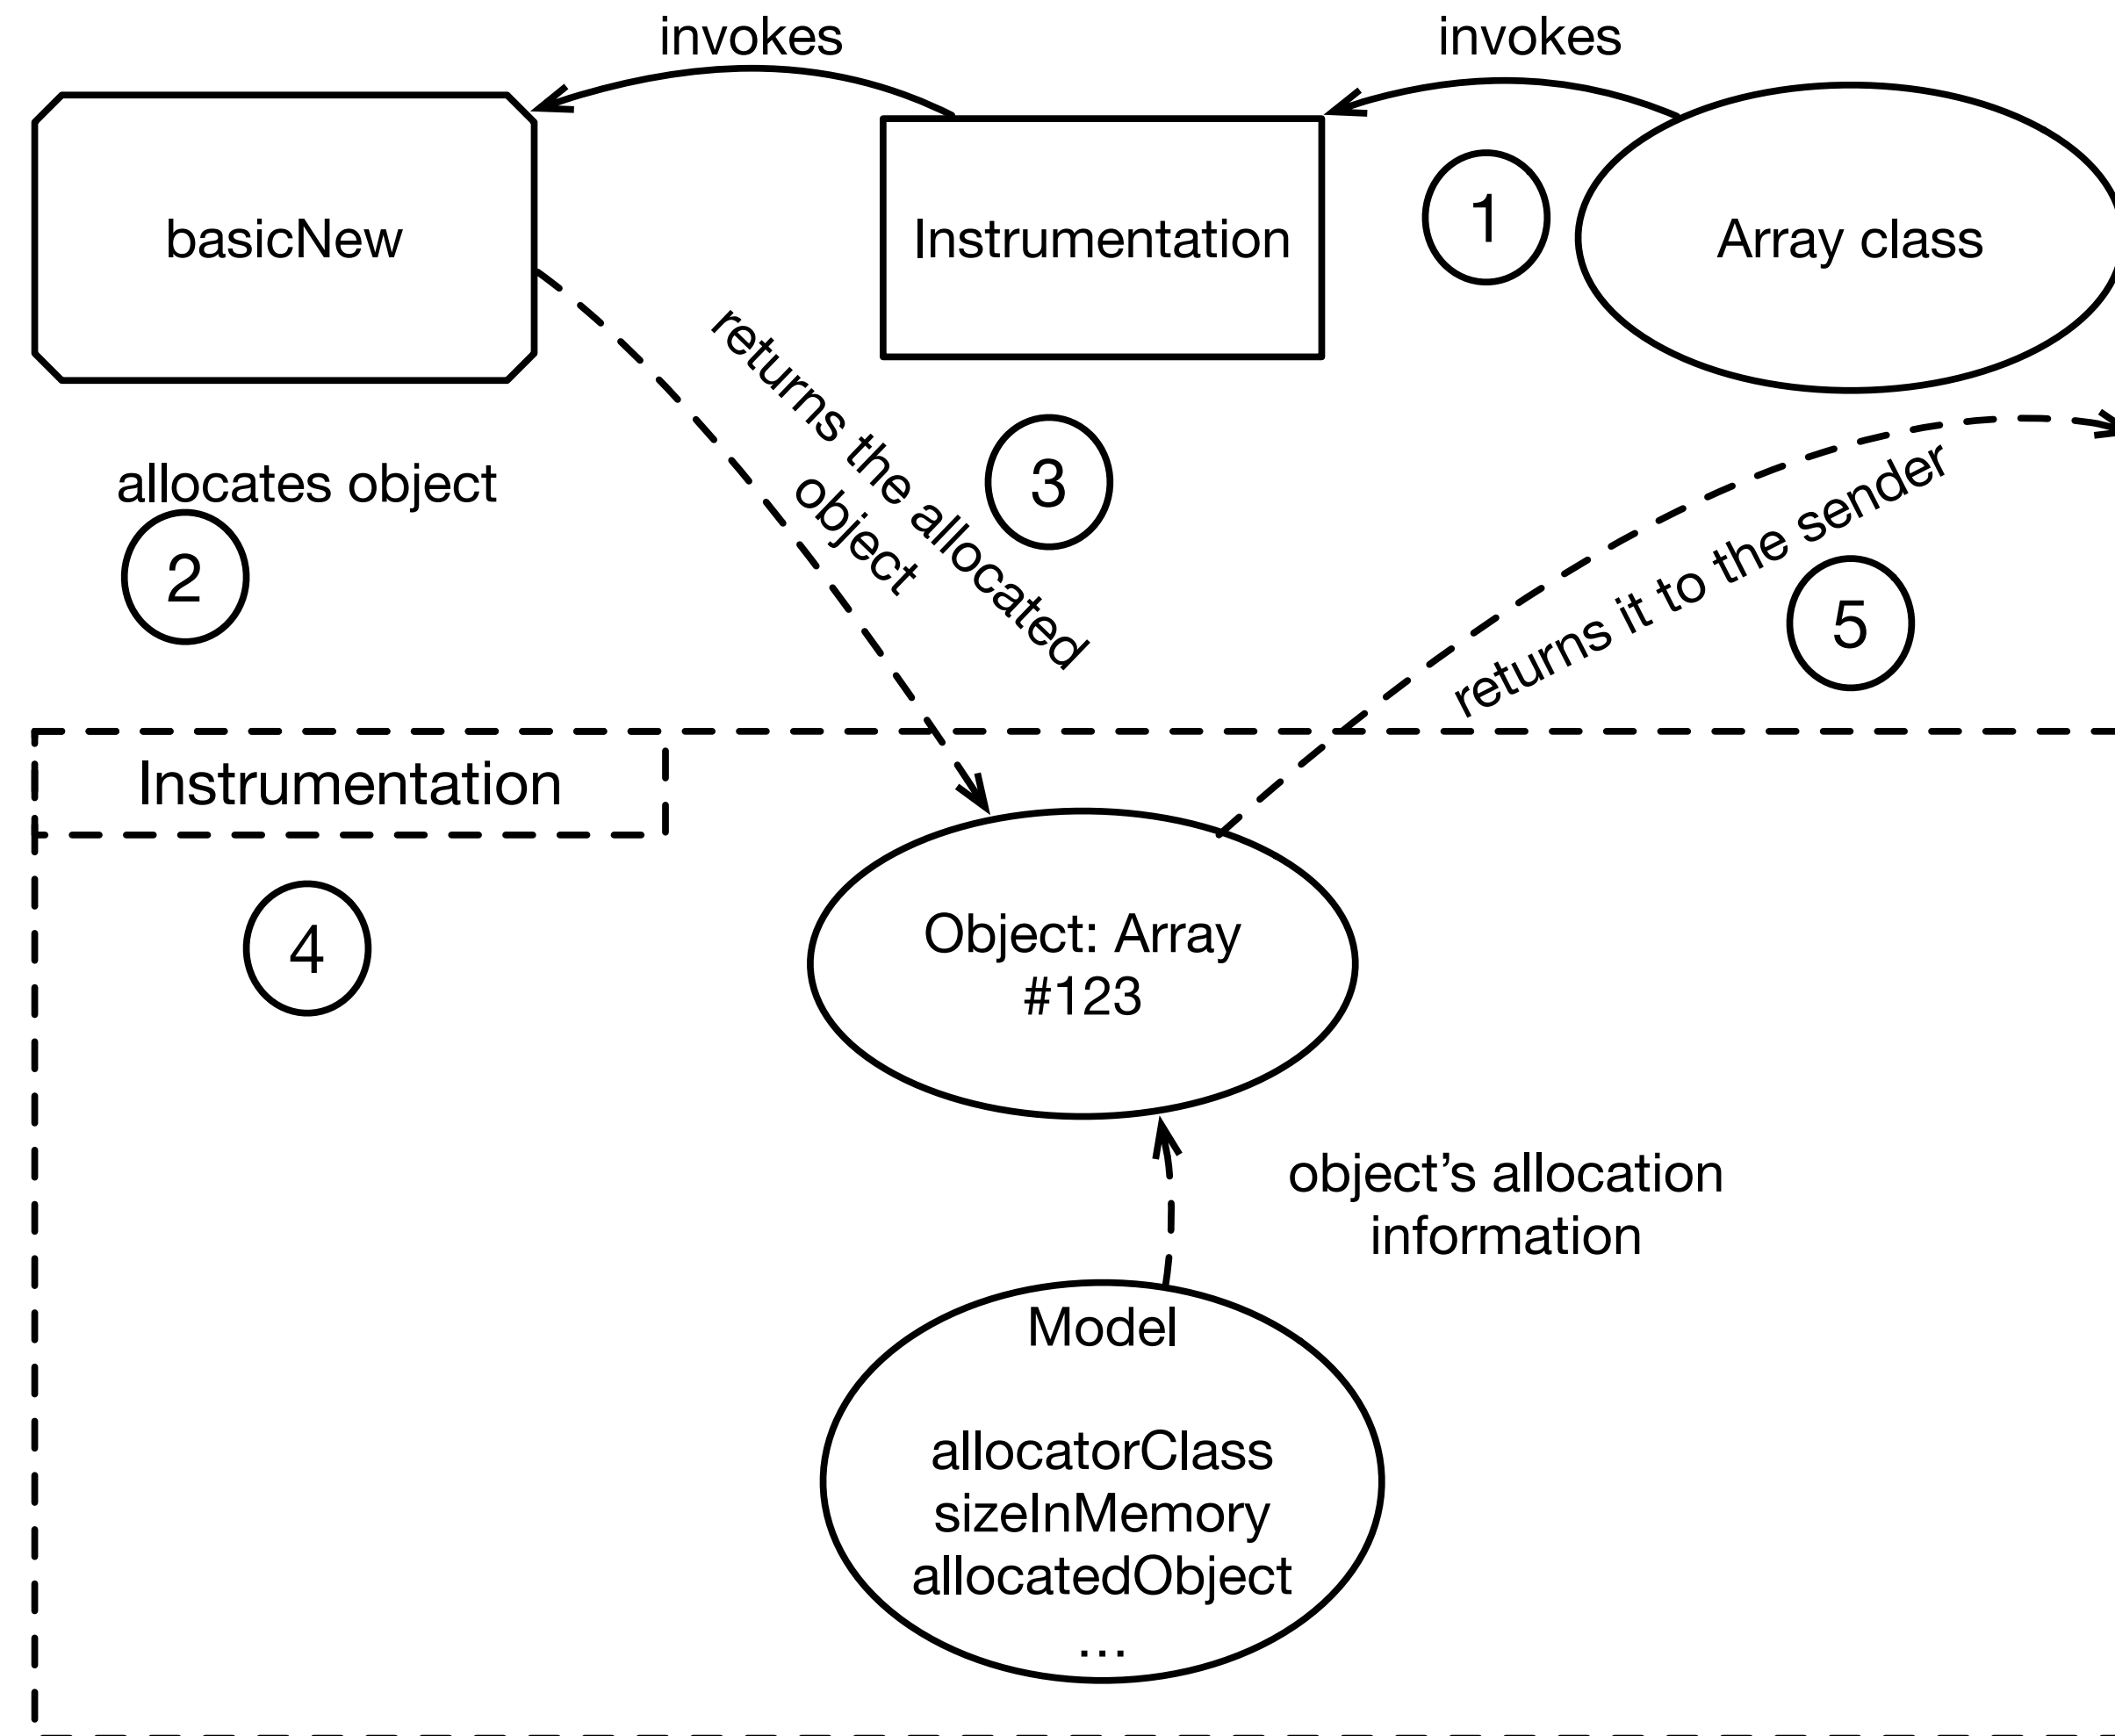 invokes
invokes
basicNew
Instrumentation
1
Array class
returns the allocated
object
3
allocates object
2
returns it to the sender
5
Instrumentation
4
Object: Array
#123
object’s allocation
information
Model
allocatorClass
sizeInMemory
allocatedObject
...